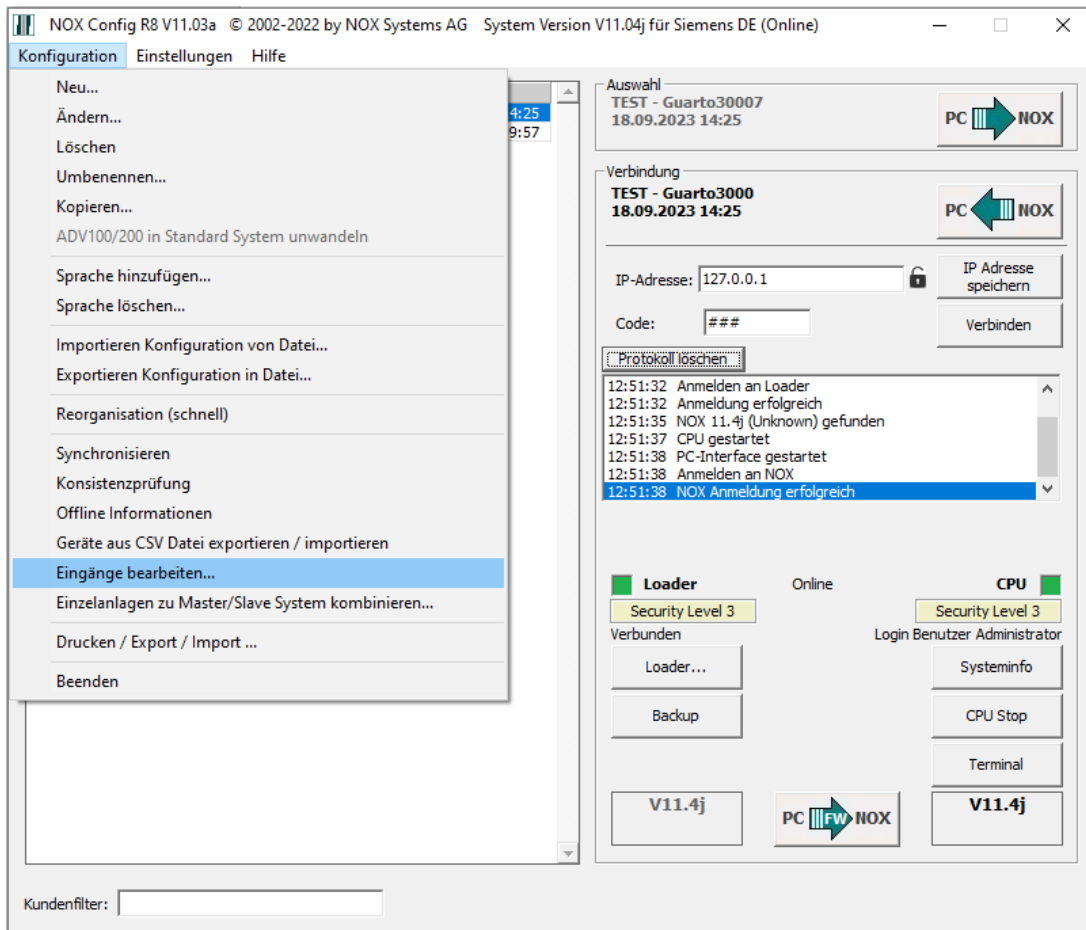 NOX Config R8 V11.03a © 2002-2022 by NOX Systems AG System Version V11.04j für Siemens DE (Online)
Konfiguration Einstellungen Hilfe
Neu...
Ändern...
Löschen
Umbenennen...
Kopieren...
ADV100/200 in Standard System unwandeln
Sprache hinzufügen...
Sprache löschen...
Importieren Konfiguration von Datei...
Exportieren Konfiguration in Datei...
Reorganisation (schnell)
Synchronisieren
Konsistenzprüfung
Offline Informationen
Geräte aus CSV Datei exportieren / importieren
Eingänge bearbeiten...
Einzelanlagen zu Master/Slave System kombinieren...
Drucken / Export / Import ...
Beenden
4:25
9:57
Kundenfilter:
Auswahl
TEST - Guarto30007
18.09.2023 14:25
PC NOX
Verbindung
TEST - Guarto3000
18.09.2023 14:25
PC NOX
IP-Adresse: 127.0.0.1
IP Adresse
speichern
Code: ###
Verbinden
Protokoll löschen
12:51:32 Anmelden an Loader
12:51:32 Anmeldung erfolgreich
12:51:35 NOX 11.4j (Unknown) gefunden
12:51:37 CPU gestartet
12:51:38 PC-Interface gestartet
12:51:38 Anmelden an NOX
12:51:38 NOX Anmeldung erfolgreich
Loader Online CPU
Security Level 3 Security Level 3
Verbunden Login Benutzer Administrator
Loader... Systeminfo
Backup CPU Stop
Terminal
V11.4j PC FW NOX V11.4j